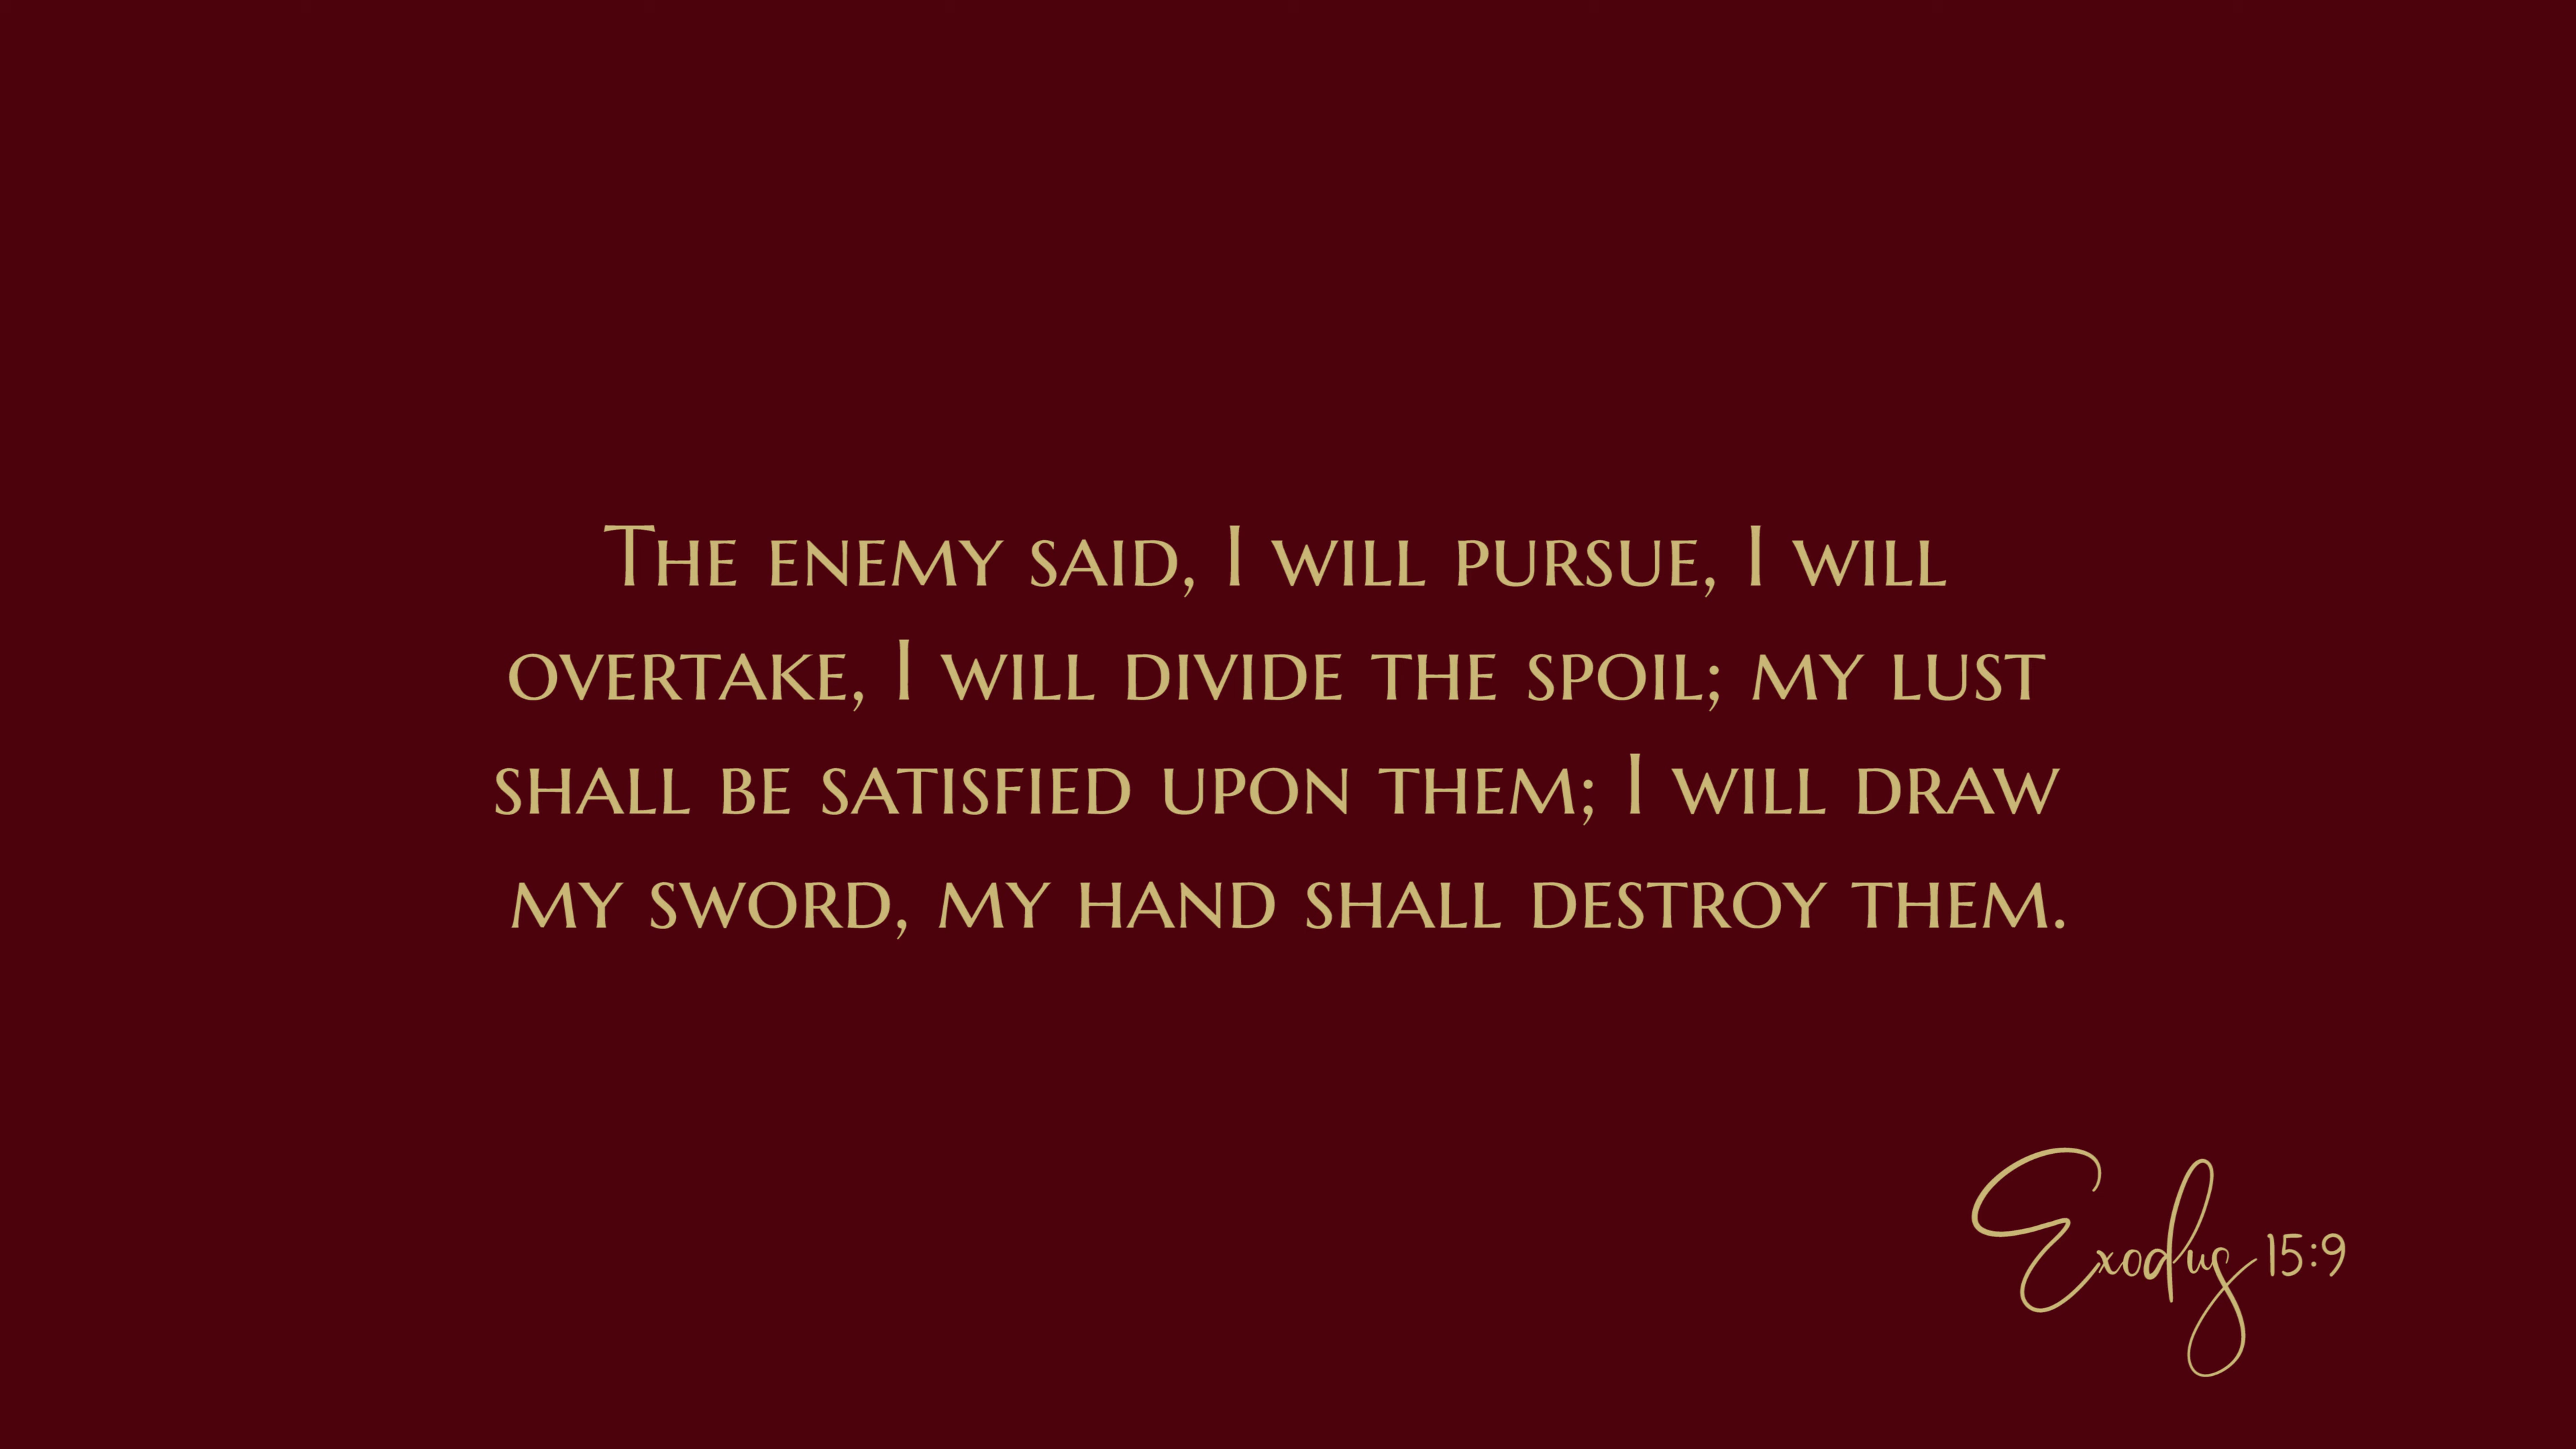 The enemy said, I will pursue, I will
overtake, I will divide the spoil; my lust
shall be satisfied upon them; I will draw
my sword, my hand shall destroy them.
Exodus 15:9